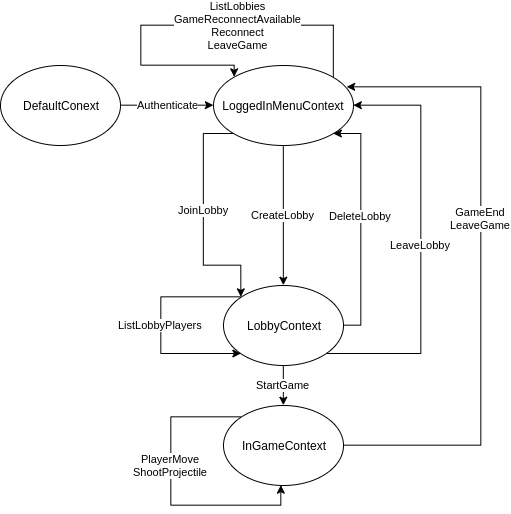 ListLobbies
GameReconnectAvailable
Reconnect
LeaveGame
DefaultConext
Authenticate
LoggedInMenuContext
JoinLobby
CreateLobby
DeleteLobby
GameEnd
LeaveGame
LeaveLobby
ListLobbyPlayers
LobbyContext
StartGame
InGameContext
PlayerMove
ShootProjectile